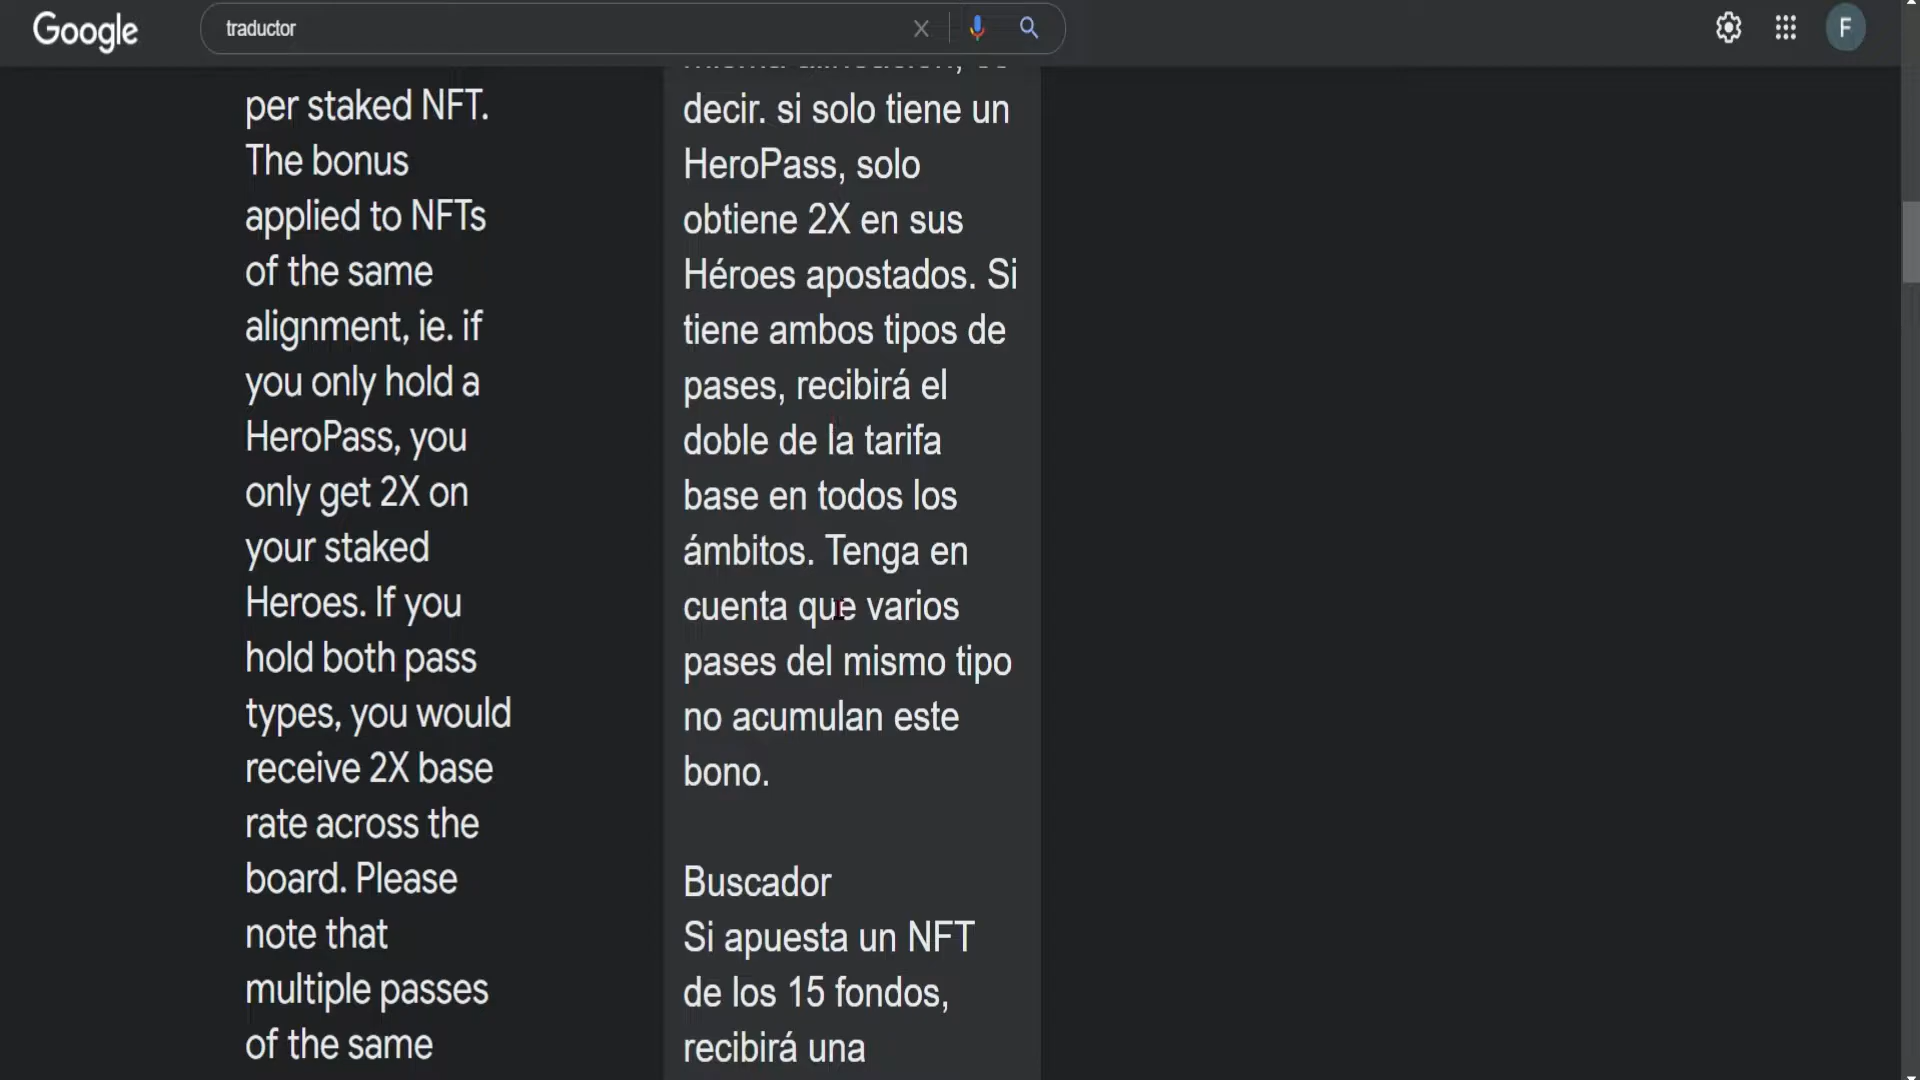 Google
traductor
F
per staked NFT.
The bonus
applied to NFTs
of the same
alignment, ie. if
you only hold a
HeroPass, you
only get 2X on
your staked
Heroes. If you
hold both pass
types, you would
receive 2X base
rate across the
board. Please
note that
multiple passes
of the same
decir. si solo tiene un
HeroPass, solo
obtiene 2X en sus
Héroes apostados. Si
tiene ambos tipos de
pases, recibirá el
doble de la tarifa
base en todos los
ámbitos. Tenga en
cuenta que varios
pases del mismo tipo
no acumulan este
bono.
Buscador
Si apuesta un NFT
de los 15 fondos,
recibirá una